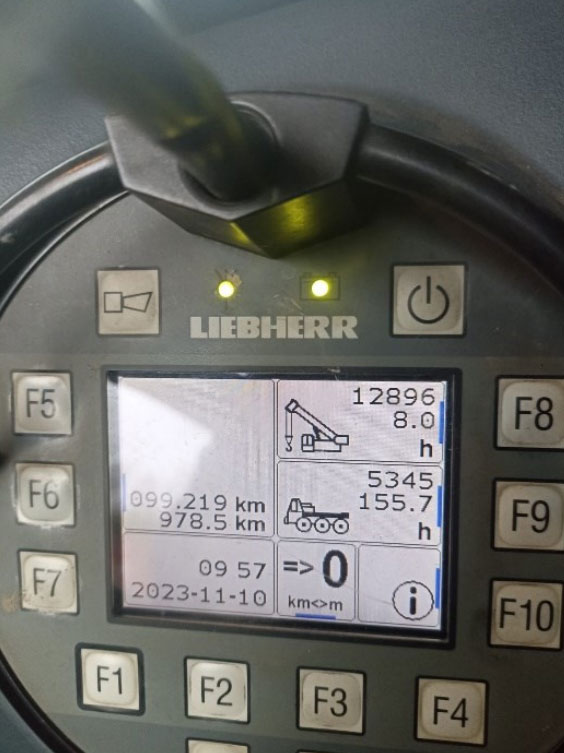 LIEBHERR
F5
F6
F7
F8
F9
F10
12896
8.0
h
099.219 km
978.5 km
5345
155.7
h
09 57
2023-11-10
=> 0
km<>m
i
F1
F2
F3
F4